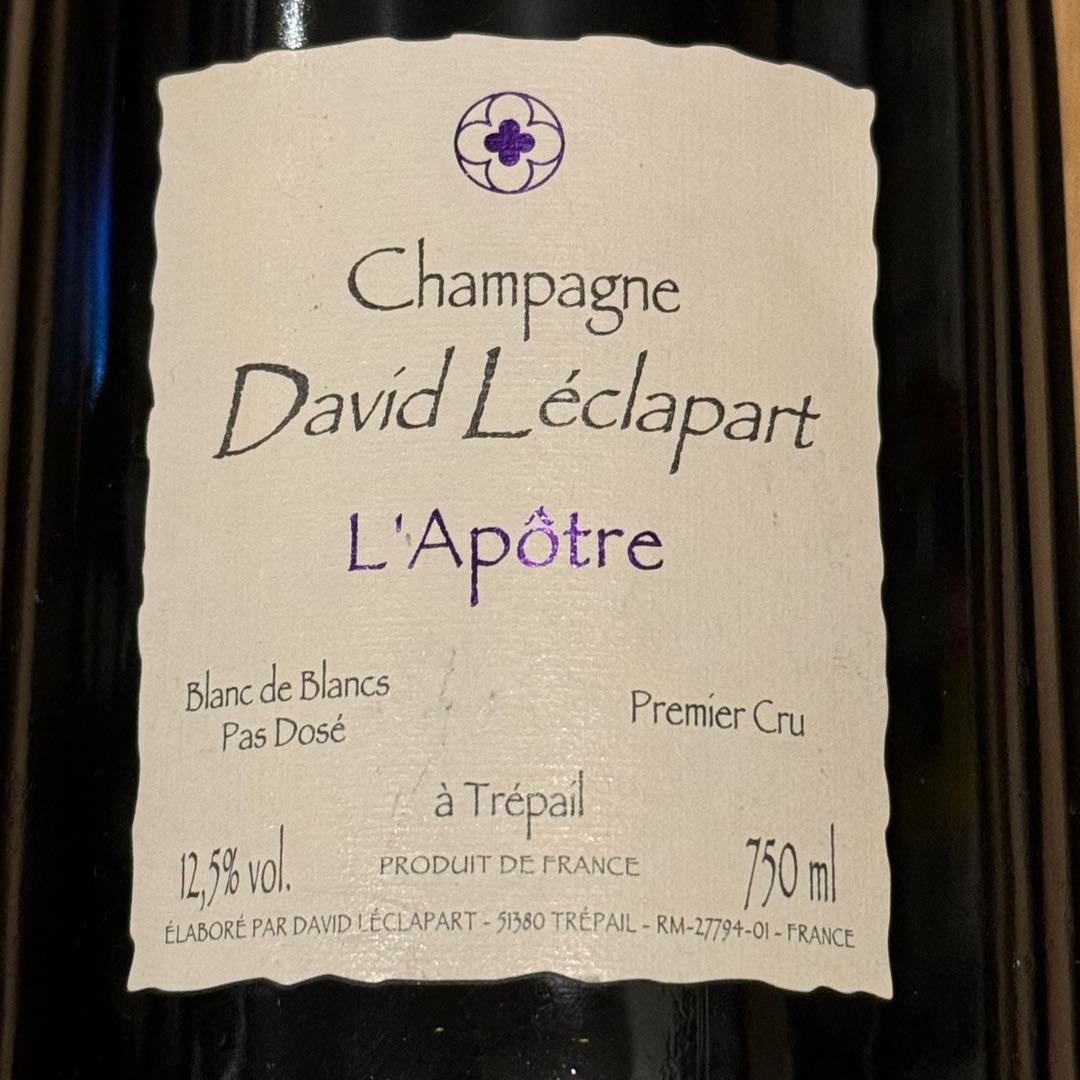 Champagne
David Léclapart
L'Apôtre
Blanc de Blancs
Pas Dosé
Premier Cru
à Trépail
12,5% vol.
PRODUIT DE FRANCE
750 ml
ÉLABORÉ PAR DAVID LÉCLAPART - 51380 TRÉPAIL - RM-27794-01 - FRANCE